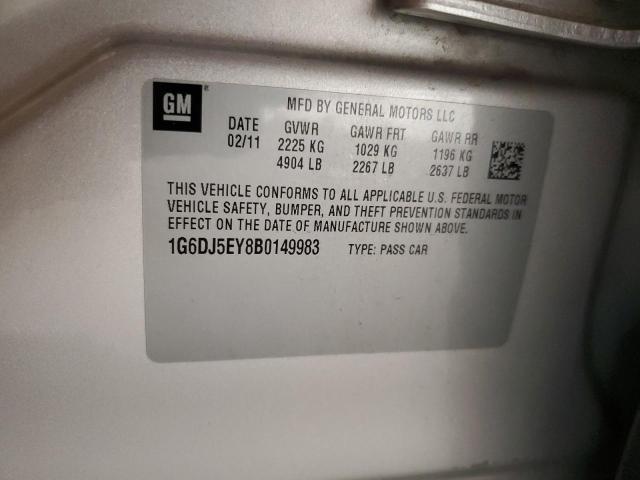 GM
MFD BY GENERAL MOTORS LLC
DATE GVWR GAWR FRT GAWR RR
02/11 2225 KG 1029 KG 1196 KG
4904 LB 2267 LB 2637 LB
THIS VEHICLE CONFORMS TO ALL APPLICABLE U.S. FEDERAL MOTOR
VEHICLE SAFETY, BUMPER, AND THEFT PREVENTION STANDARDS IN
EFFECT ON THE DATE OF MANUFACTURE SHOWN ABOVE.
1G6DJ5EY8B0149983 TYPE: PASS CAR